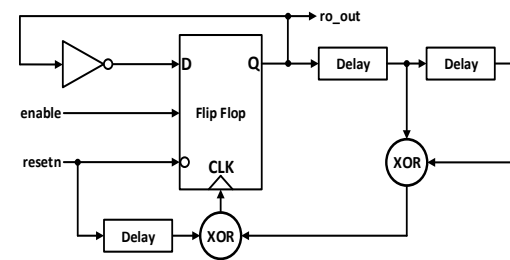 ro_out
D
Q
Delay
Delay
enable
Flip Flop
resetn
CLK
XOR
Delay
XOR